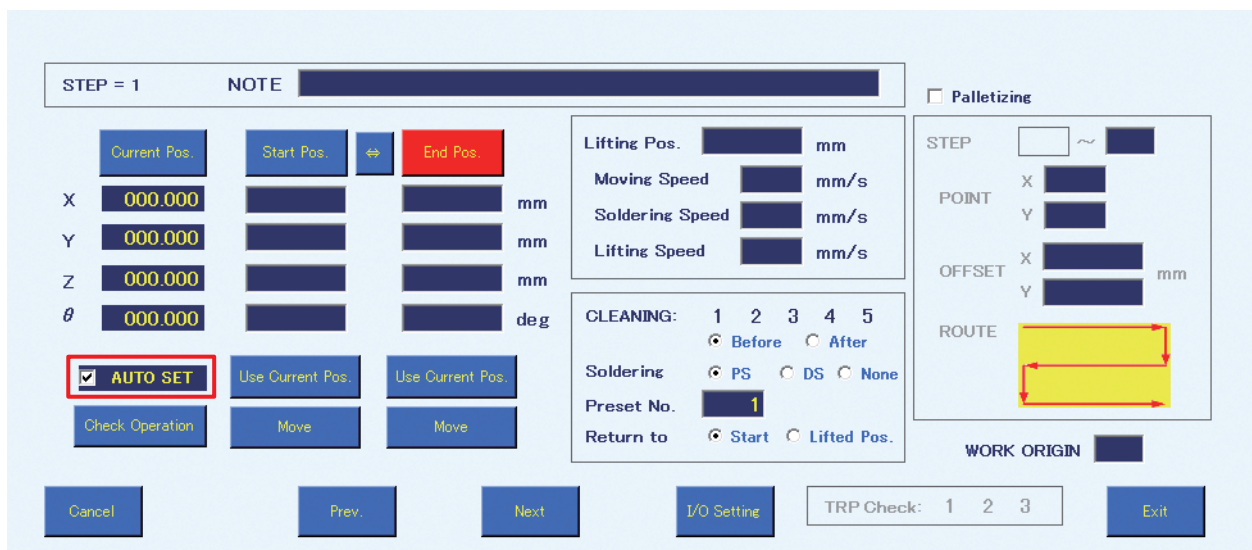 STEP = 1 NOTE
Palletizing
Current Pos. Start Pos. ⇔ End Pos.
X 000.000 mm
Y 000.000 mm
Z 000.000 mm
θ 000.000 deg
AUTO SET Use Current Pos. Use Current Pos.
Check Operation Move Move
Lifting Pos. mm
Moving Speed mm/s
Soldering Speed mm/s
Lifting Speed mm/s
CLEANING: 1 2 3 4 5
Before After
Soldering PS DS None
Preset No. 1
Return to Start Lifted Pos.
STEP ~
POINT X
Y
OFFSET X
Y mm
ROUTE
WORK ORIGIN
Cancel Prev. Next I/O Setting TRP Check: 1 2 3 Exit